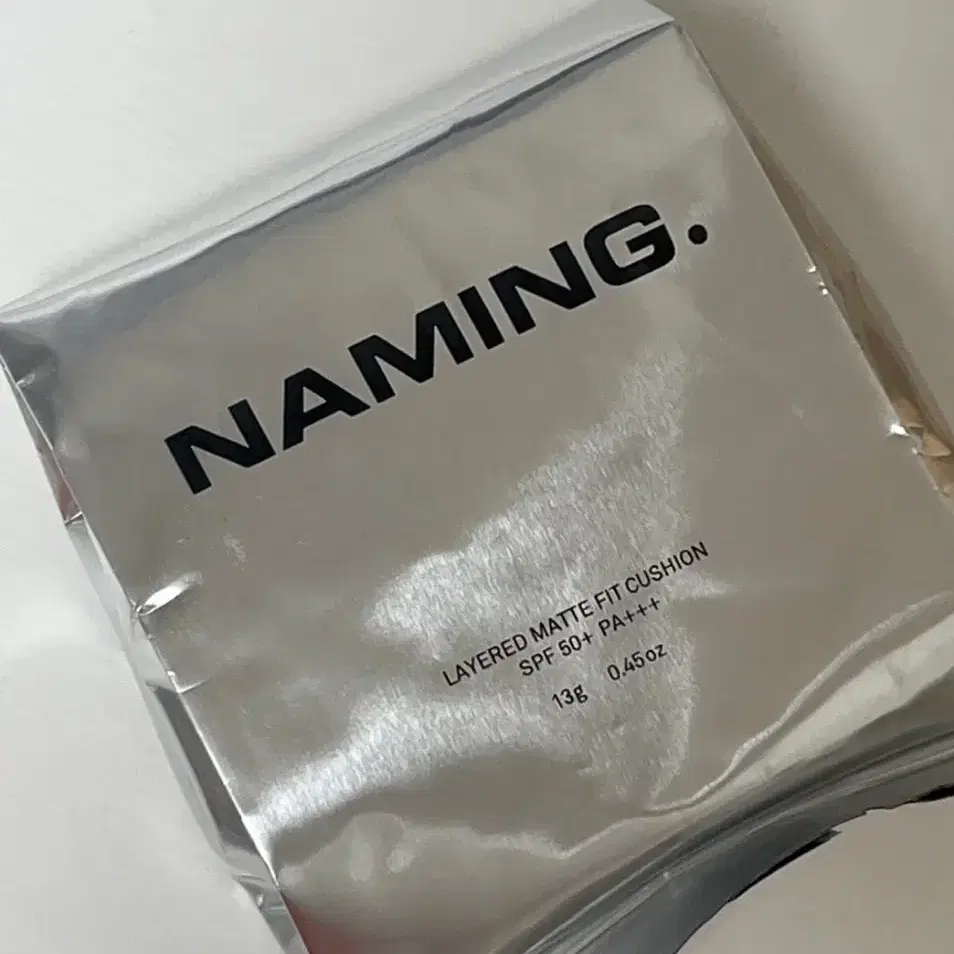 NAMING.
LAYERED MATTE FIT CUSHION
SPF 50+ PA+++
13g 0.45oz